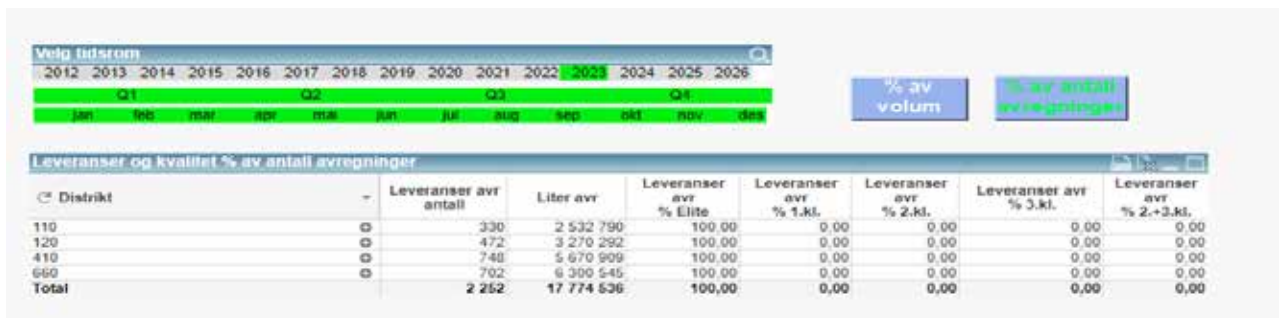 Velg tidsrom
2012 2013 2014 2015 2016 2017 2018 2019 2020 2021 2022 2023 2024 2025 2026
Q1 Q2 Q3 Q4
jan feb mar apr mai jun jul aug sep okt nov des
% av
volum
% av antall
avregninger
Leveranser og kvalitet % av antall avregninger
Distrikt Leveranser avr antall Liter avr Leveranser avr % Elite Leveranser avr % 1.kl. Leveranser avr % 2.kl. Leveranser avr % 3.kl. Leveranser avr % 2.+3.kl.
110 330 2 532 790 100,00 0,00 0,00 0,00 0,00
120 472 3 270 292 100,00 0,00 0,00 0,00 0,00
410 748 5 670 909 100,00 0,00 0,00 0,00 0,00
660 702 6 300 545 100,00 0,00 0,00 0,00 0,00
Total 2 252 17 774 536 100,00 0,00 0,00 0,00 0,00